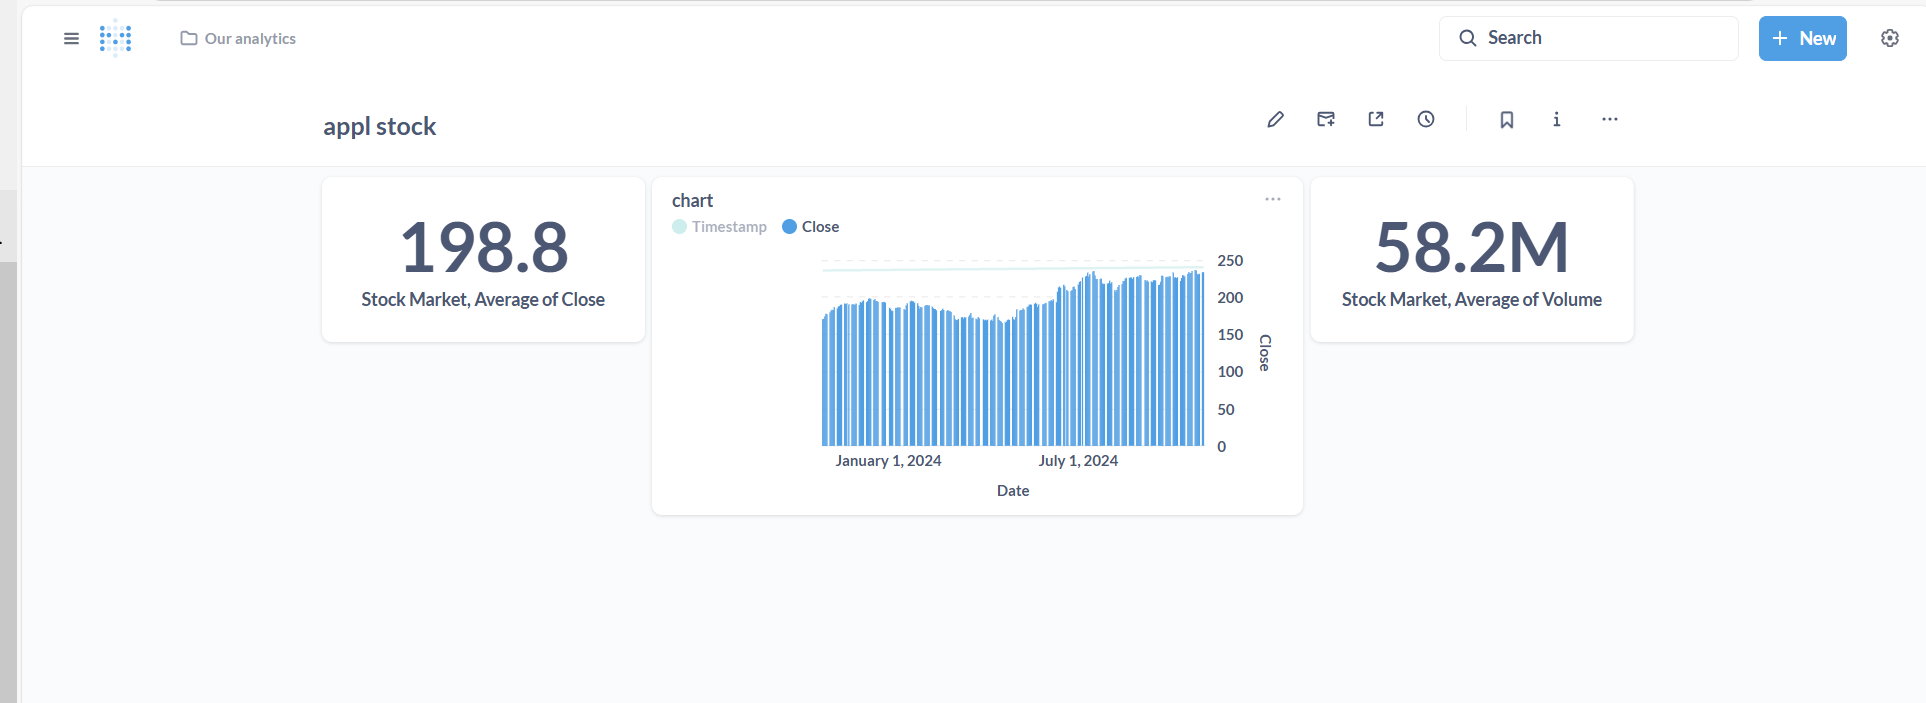 Our analytics
Search
New
appl stock
198.8
Stock Market, Average of Close
chart
Timestamp
Close
250
200
150
100
50
0
Close
January 1, 2024
July 1, 2024
Date
58.2M
Stock Market, Average of Volume